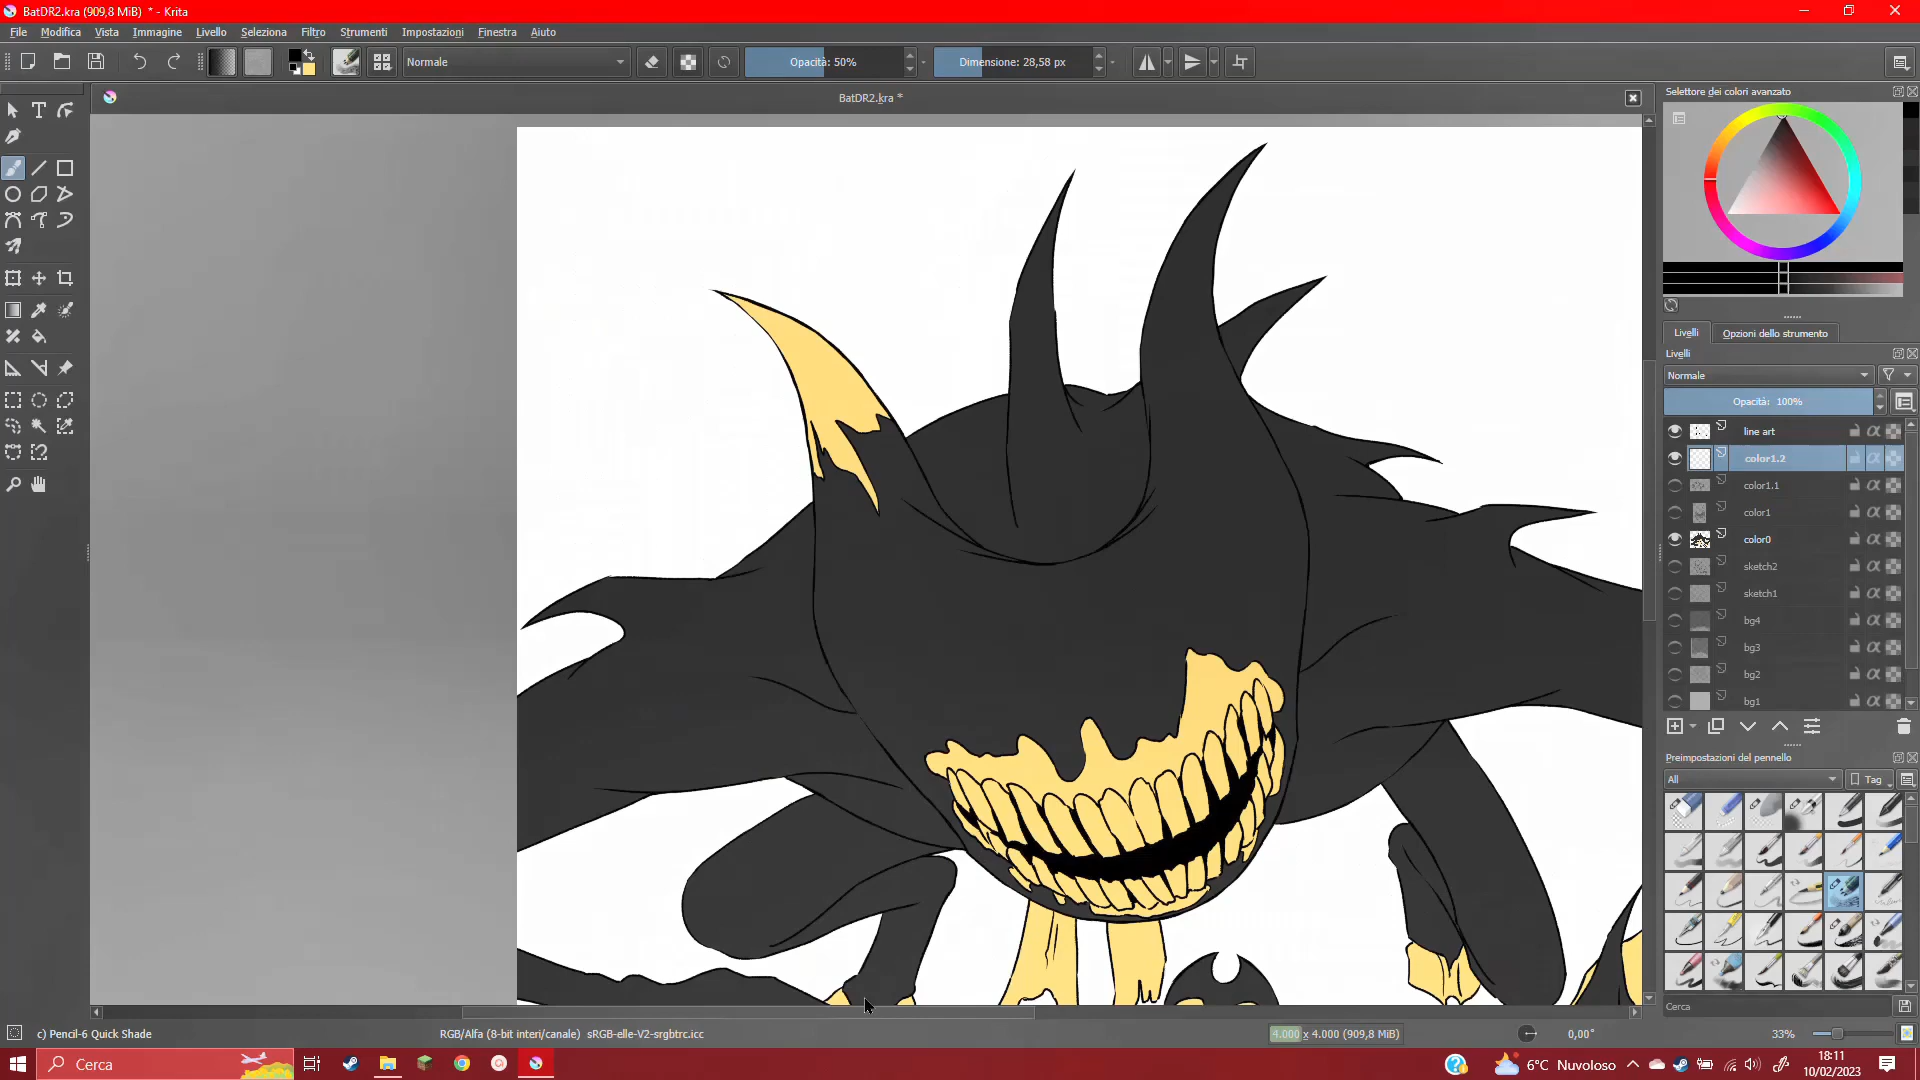 BatDR2.kra (909,8 MiB) * - Krita
File Modifica Vista Immagine Livello Seleziona Filtro Strumenti Impostazioni Finestra Aiuto
Normale
Opacità: 50%
Dimensione: 28,58 px
BatDR2.kra *
Selettore dei colori avanzato
Livelli
Opzioni dello strumento
Livelli
Normale
Opacità: 100%
line art
color1.2
color1.1
color1
color0
sketch2
sketch1
bg4
bg3
bg2
bg1
Preimpostazioni del pennello
All
Tag
Cerca
c) Pencil-6 Quick Shade
RGB/Alfa (8-bit interi/canale) sRGB-elle-V2-srgbtrc.icc
4.000 x 4.000 (909,8 MiB)
0,00°
33%
Cerca
6°C Nuvoloso
18:11
10/02/2023